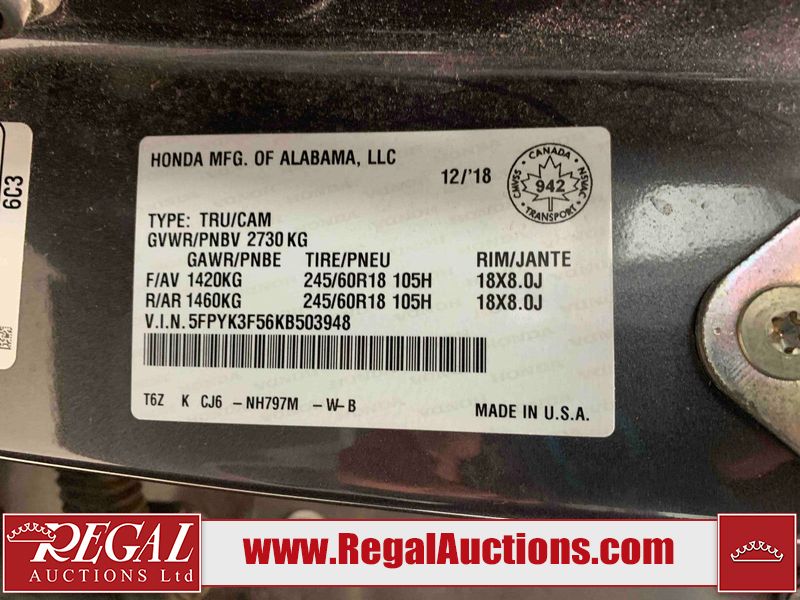 HONDA MFG. OF ALABAMA, LLC
12/'18
CANADA
CMVSS 942 NSVAC
TRANSPORT
TYPE: TRU/CAM
GVWR/PNBV 2730 KG
GAWR/PNBE TIRE/PNEU RIM/JANTE
F/AV 1420KG 245/60R18 105H 18X8.0J
R/AR 1460KG 245/60R18 105H 18X8.0J
V.I.N. 5FPYK3F56KB503948
T6Z K CJ6 -NH797M -W-B MADE IN U.S.A.
6C3
REGAL
AUCTIONS Ltd
www.RegalAuctions.com